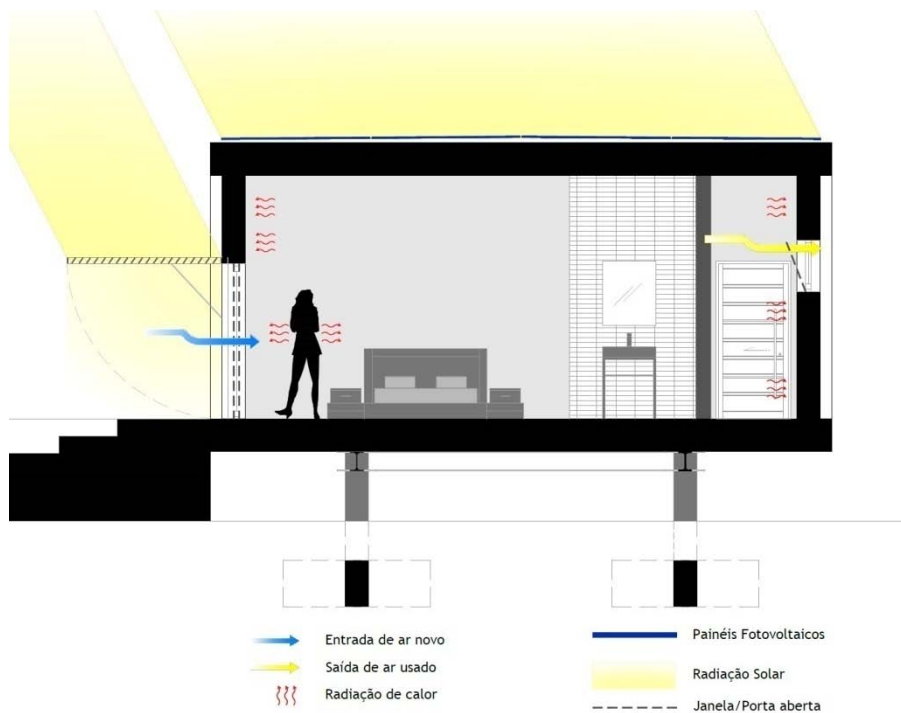 Entrada de ar novo
Saída de ar usado
Radiação de calor
Painéis Fotovoltaicos
Radiação Solar
Janela/Porta aberta